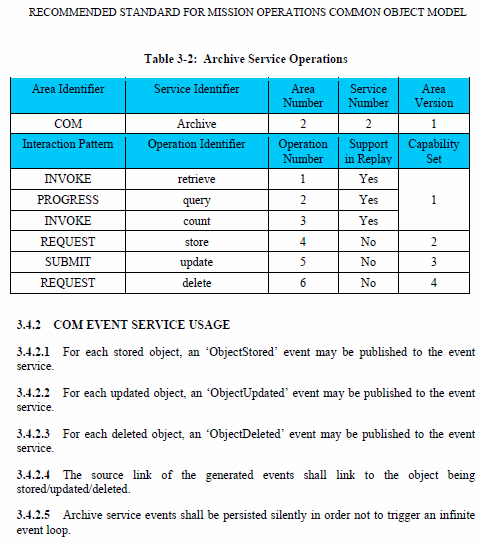 RECOMMENDED STANDARD FOR MISSION OPERATIONS COMMON OBJECT MODEL
Table 3-2: Archive Service Operations
Area Identifier Service Identifier Area Number Service Number Area Version
COM Archive 2 2 1
Interaction Pattern Operation Identifier Operation Number Support in Replay Capability Set
INVOKE retrieve 1 Yes 1
PROGRESS query 2 Yes
INVOKE count 3 Yes
REQUEST store 4 No 2
SUBMIT update 5 No 3
REQUEST delete 6 No 4
3.4.2 COM EVENT SERVICE USAGE
3.4.2.1 For each stored object, an ‘ObjectStored’ event may be published to the event
service.
3.4.2.2 For each updated object, an ‘ObjectUpdated’ event may be published to the event
service.
3.4.2.3 For each deleted object, an ‘ObjectDeleted’ event may be published to the event
service.
3.4.2.4 The source link of the generated events shall link to the object being
stored/updated/deleted.
3.4.2.5 Archive service events shall be persisted silently in order not to trigger an infinite
event loop.